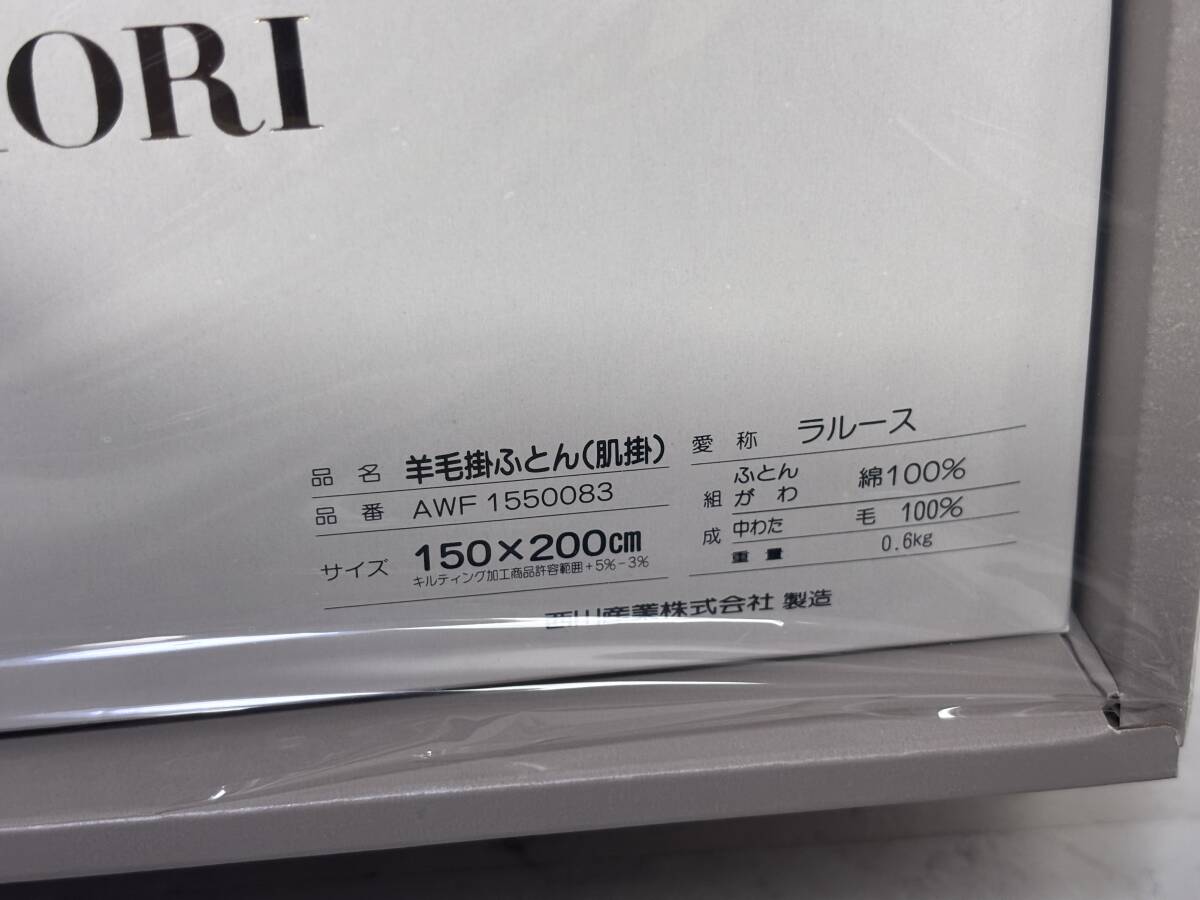 ORI
品名 羊毛掛ふとん(肌掛)
品番 AWF 1550083
サイズ 150×200cm
キルティング加工商品許容範囲+5%-3%
愛称 ラルース
組成
ふとんがわ 綿100%
中わた 毛 100%
重量 0.6kg
西川産業株式会社 製造